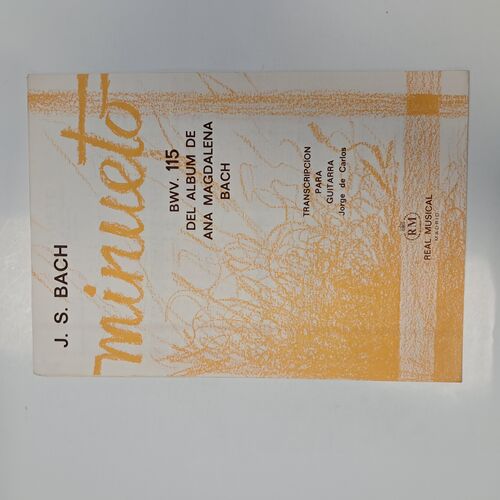 J. S. BACH
minueto
BWV. 115
DEL ALBUM DE
ANA MAGDALENA
BACH
TRANSCRIPCION
PARA
GUITARRA
Jorge de Carlos
RM
REAL MUSICAL
MADRID